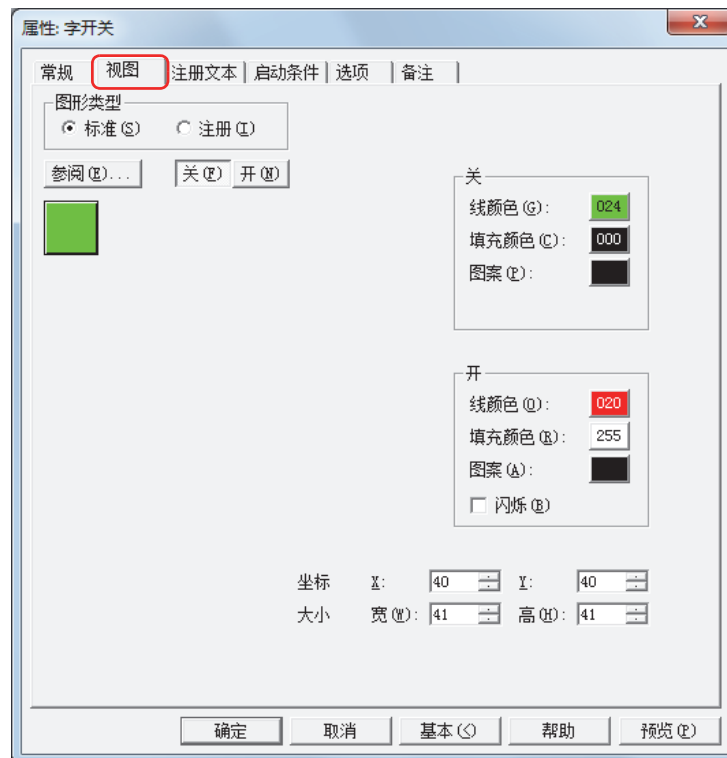 属性: 字开关
常规 视图 注册文本 启动条件 选项 备注
图形类型
标准(S) 注册(I)
参阅(E)... 关(F) 开(N)
关
线颜色(G): 024
填充颜色(C): 000
图案(P):
开
线颜色(O): 020
填充颜色(R): 255
图案(A):
闪烁(B)
坐标 X: 40 Y: 40
大小 宽(W): 41 高(H): 41
确定 取消 基本(<) 帮助 预览(P)